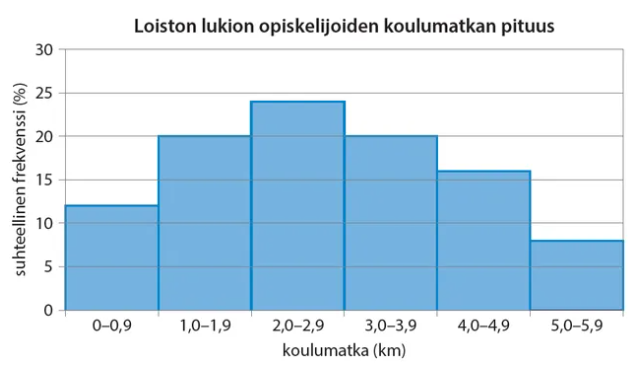 Loiston lukion opiskelijoiden koulumatkan pituus
suhteellinen frekvenssi (%)
30
25
20
15
10
5
0
0–0,9 1,0–1,9 2,0–2,9 3,0–3,9 4,0–4,9 5,0–5,9
koulumatka (km)